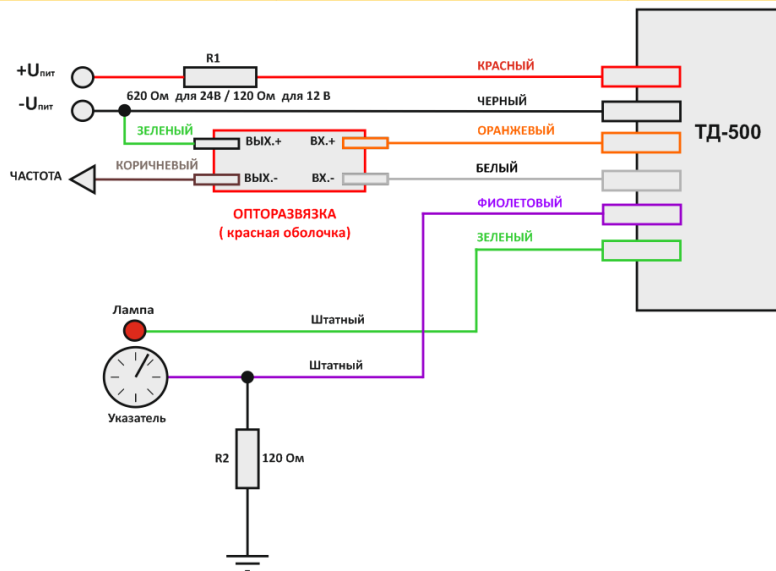 R1
+Uпит
КРАСНЫЙ
620 Ом для 24В / 120 Ом для 12 В
-Uпит
ЧЕРНЫЙ
ТД-500
ЗЕЛЕНЫЙ
ВЫХ.+
ВХ.+
ОРАНЖЕВЫЙ
ЧАСТОТА
КОРИЧНЕВЫЙ
ВЫХ.-
ВХ.-
БЕЛЫЙ
ОПТОРАЗВЯЗКА
( красная оболочка)
ФИОЛЕТОВЫЙ
ЗЕЛЕНЫЙ
Лампа
Штатный
Штатный
Указатель
R2
120 Ом